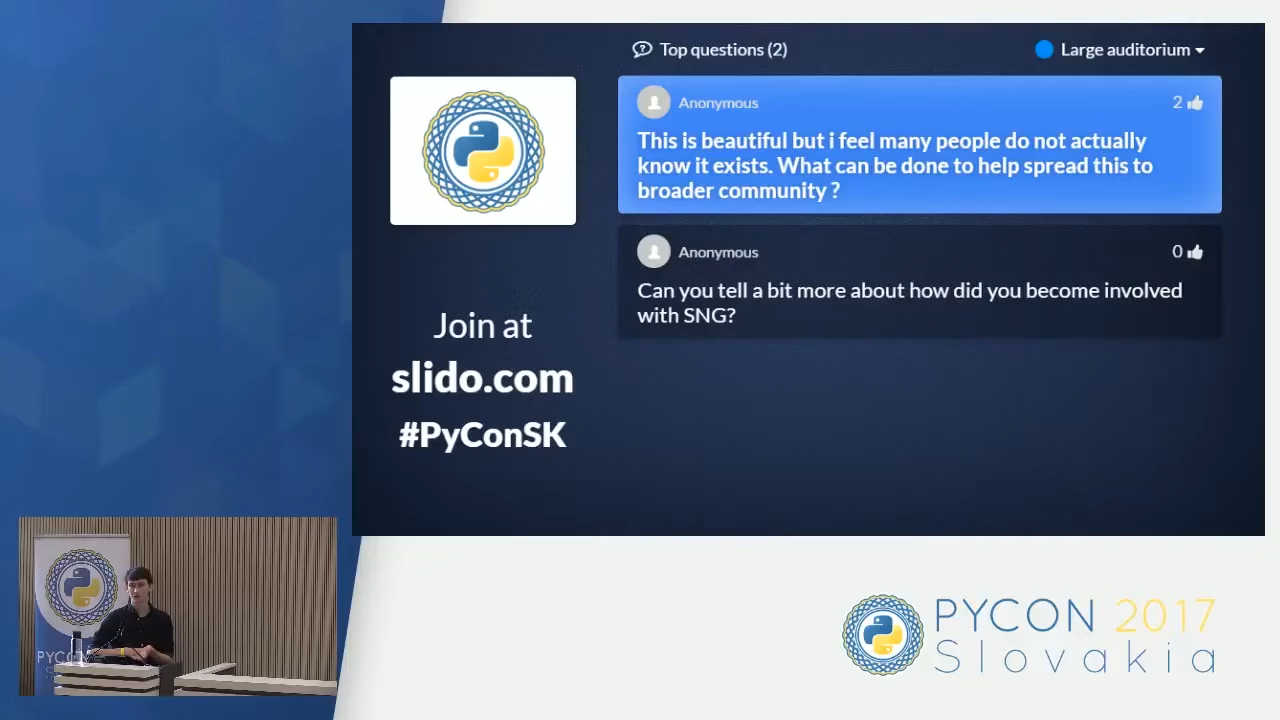 Top questions (2)
Large auditorium
Anonymous
2
This is beautiful but i feel many people do not actually
know it exists. What can be done to help spread this to
broader community ?
Anonymous
0
Can you tell a bit more about how did you become involved
with SNG?
Join at
slido.com
#PyConSK
PYCON 2017
Slovakia